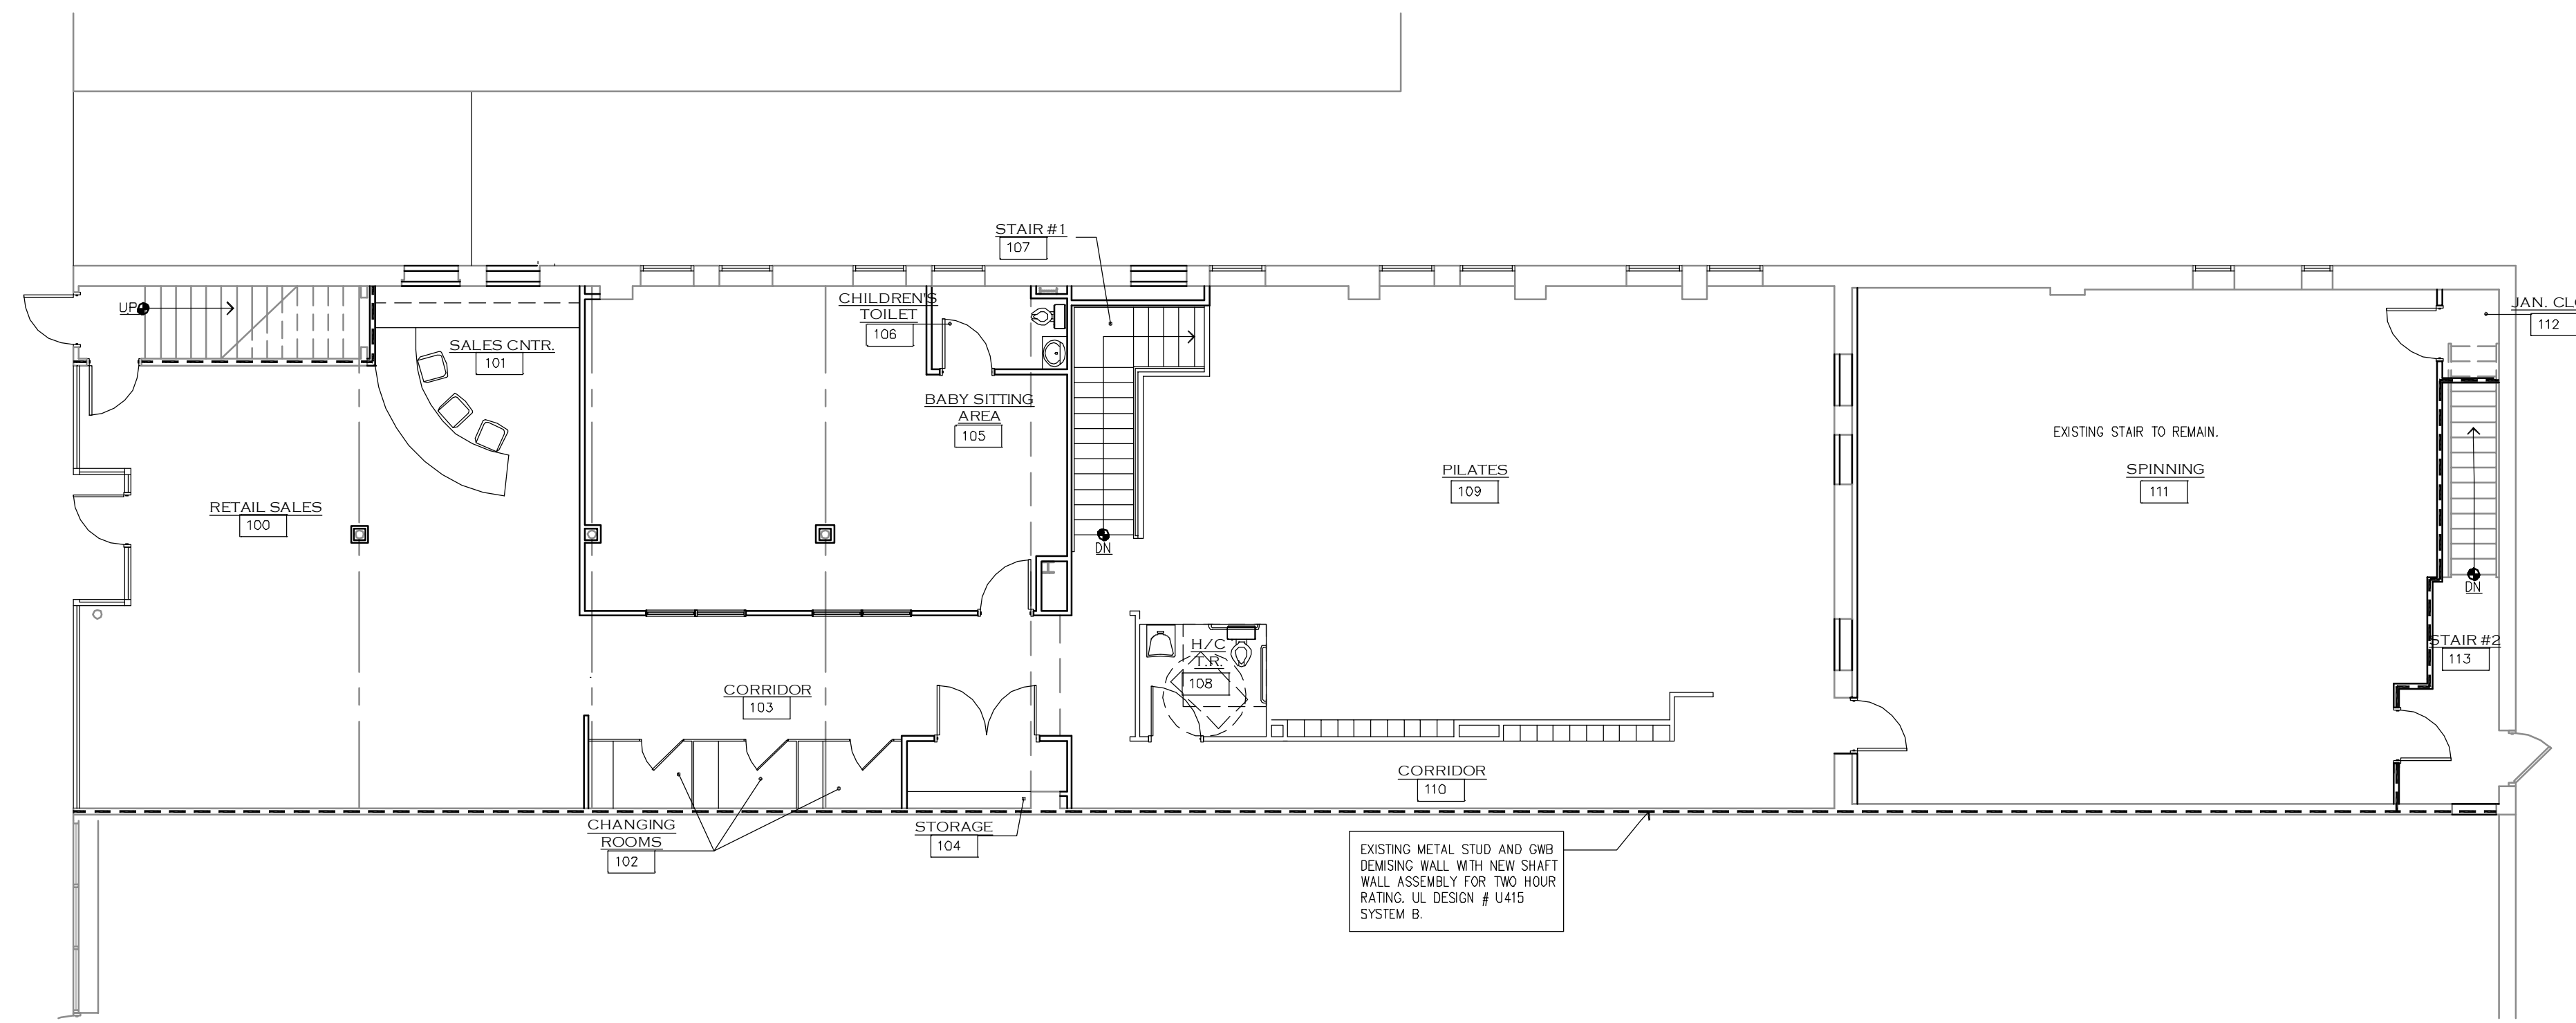 STAIR #1
107
UP
CHILDREN'S
TOILET
106
JAN. CL
112
SALES CNTR.
101
BABY SITTING
AREA
105
EXISTING STAIR TO REMAIN.
PILATES
109
SPINNING
111
RETAIL SALES
100
DN
DN
H/C
T.R.
108
STAIR #2
113
CORRIDOR
103
CORRIDOR
110
CHANGING
ROOMS
102
STORAGE
104
EXISTING METAL STUD AND GWB
DEMISING WALL WITH NEW SHAFT
WALL ASSEMBLY FOR TWO HOUR
RATING. UL DESIGN # U415
SYSTEM B.